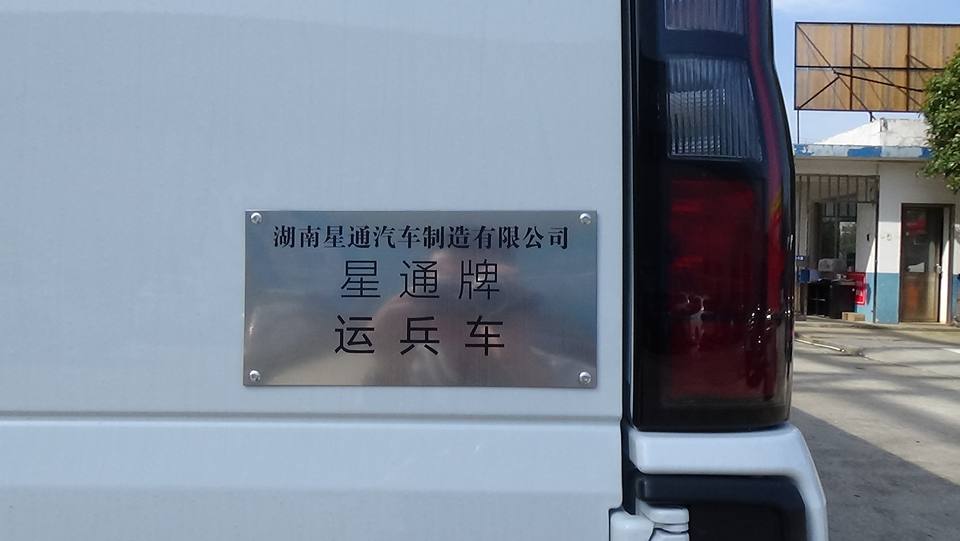 湖南星通汽车制造有限公司
星通牌
运兵车